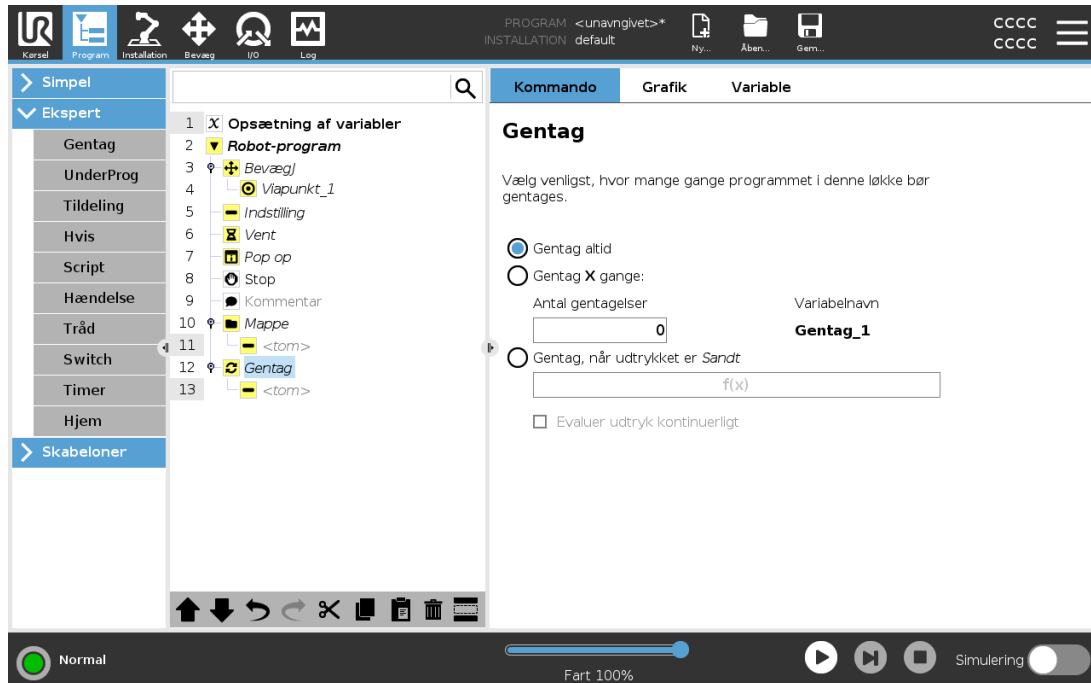 UR
Kørsel
Program
Installation
Bevæg
I/O
Log
PROGRAM <unavngivet>*
INSTALLATION default
Ny...
Åben...
Gem...
CCCC
CCCC
Simpel
Ekspert
Gentag
UnderProg
Tildeling
Hvis
Script
Hændelse
Tråd
Switch
Timer
Hjem
Skabeloner
1 X Opsætning af variabler
2 Robot-program
3 BevægJ
4 Viapunkt_1
5 Indstilling
6 Vent
7 Pop op
8 Stop
9 Kommentar
10 Mappe
11 <tom>
12 Gentag
13 <tom>
Kommando Grafik Variable
Gentag
Vælg venligst, hvor mange gange programmet i denne løkke bør
gentages.
Gentag altid
Gentag X gange:
Antal gentagelser Variabelnavn
0 Gentag_1
Gentag, når udtrykket er Sandt
f(x)
Evaluer udtryk kontinuerligt
Normal
Fart 100%
Simulering